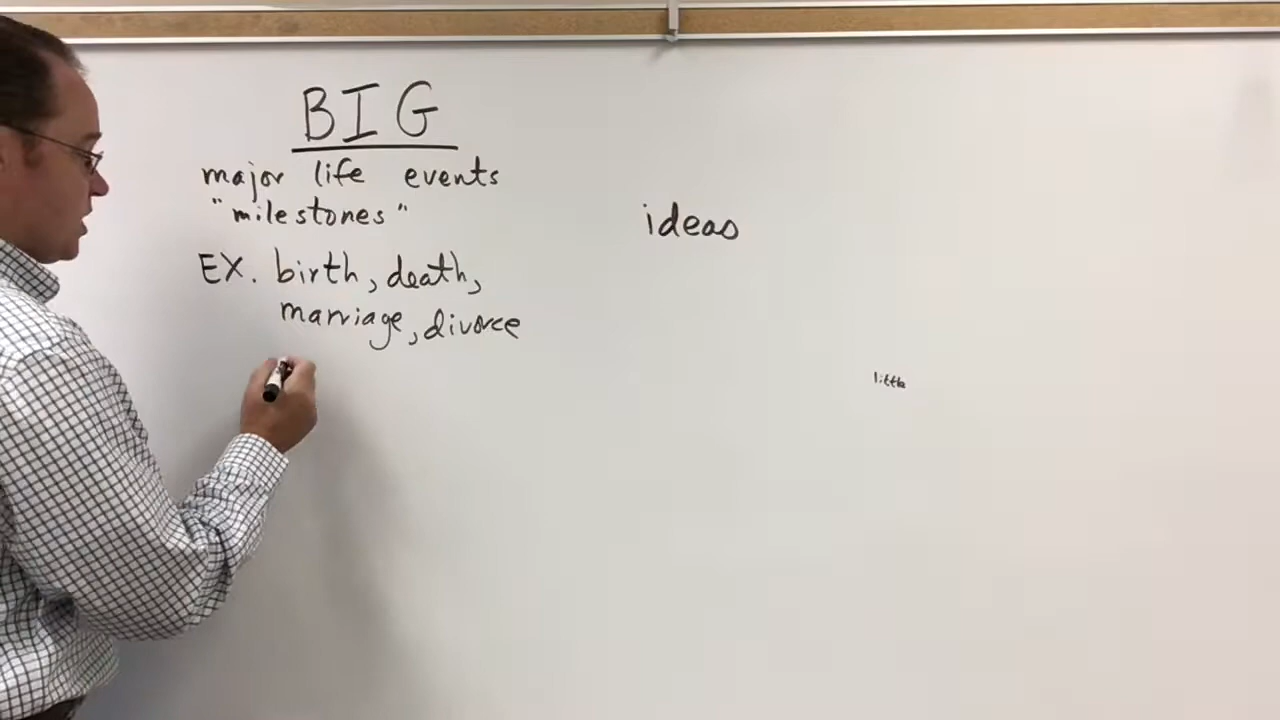 BIG
major life events
"milestones"
EX. birth, death,
marriage, divorce
ideas
little